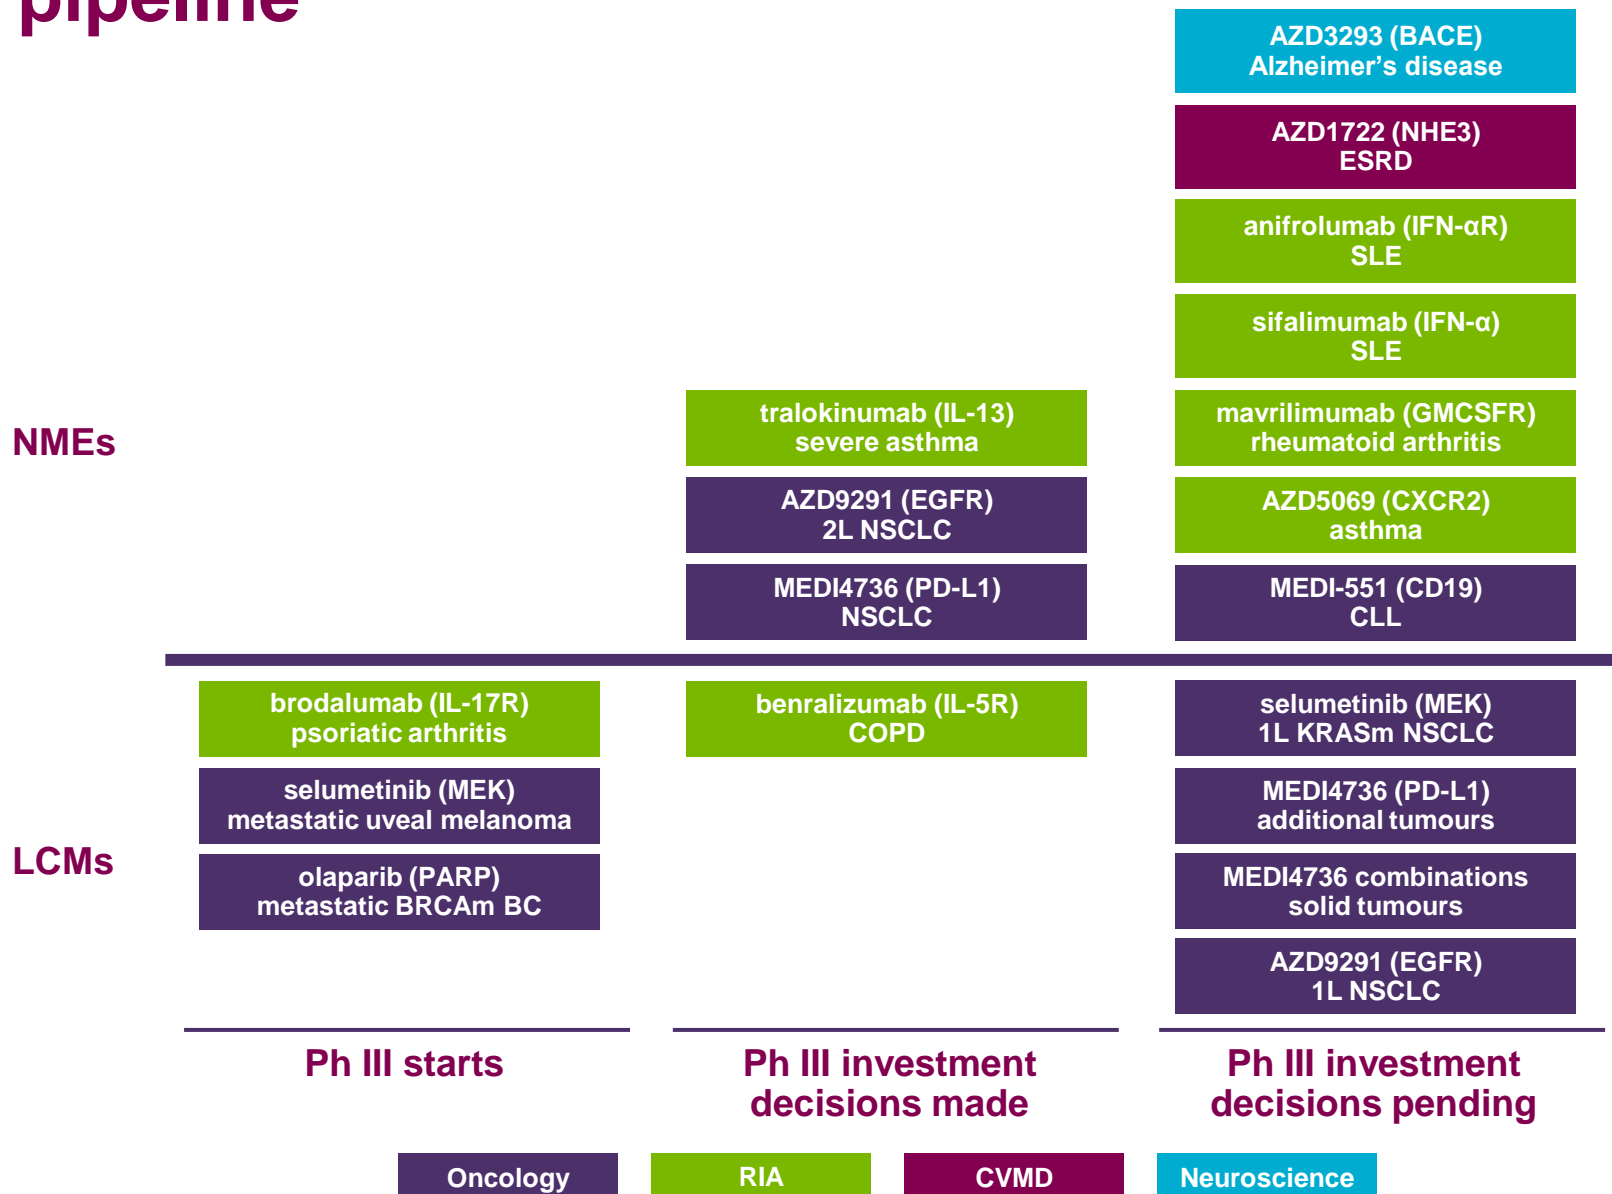 pipeline
AZD3293 (BACE)
Alzheimer's disease
AZD1722 (NHE3)
ESRD
anifrolumab (IFN-αR)
SLE
sifalimumab (IFN-α)
SLE
NMEs
tralokinumab (IL-13)
severe asthma
mavrilimumab (GMCSFR)
rheumatoid arthritis
AZD9291 (EGFR)
2L NSCLC
AZD5069 (CXCR2)
asthma
MEDI4736 (PD-L1)
NSCLC
MEDI-551 (CD19)
CLL
LCMs
brodalumab (IL-17R)
psoriatic arthritis
benralizumab (IL-5R)
COPD
selumetinib (MEK)
1L KRASm NSCLC
selumetinib (MEK)
metastatic uveal melanoma
MEDI4736 (PD-L1)
additional tumours
olaparib (PARP)
metastatic BRCAm BC
MEDI4736 combinations
solid tumours
AZD9291 (EGFR)
1L NSCLC
Ph III starts
Ph III investment
decisions made
Ph III investment
decisions pending
Oncology
RIA
CVMD
Neuroscience